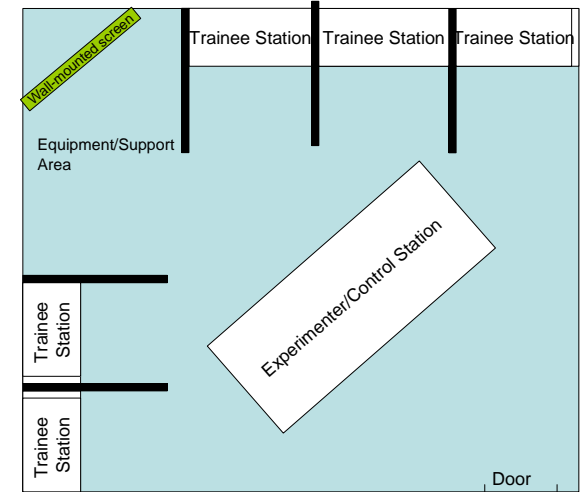 Wall-mounted screen
Trainee Station
Trainee Station
Trainee Station
Equipment/Support
Area
Experimenter/Control Station
Trainee
Station
Trainee
Station
Door